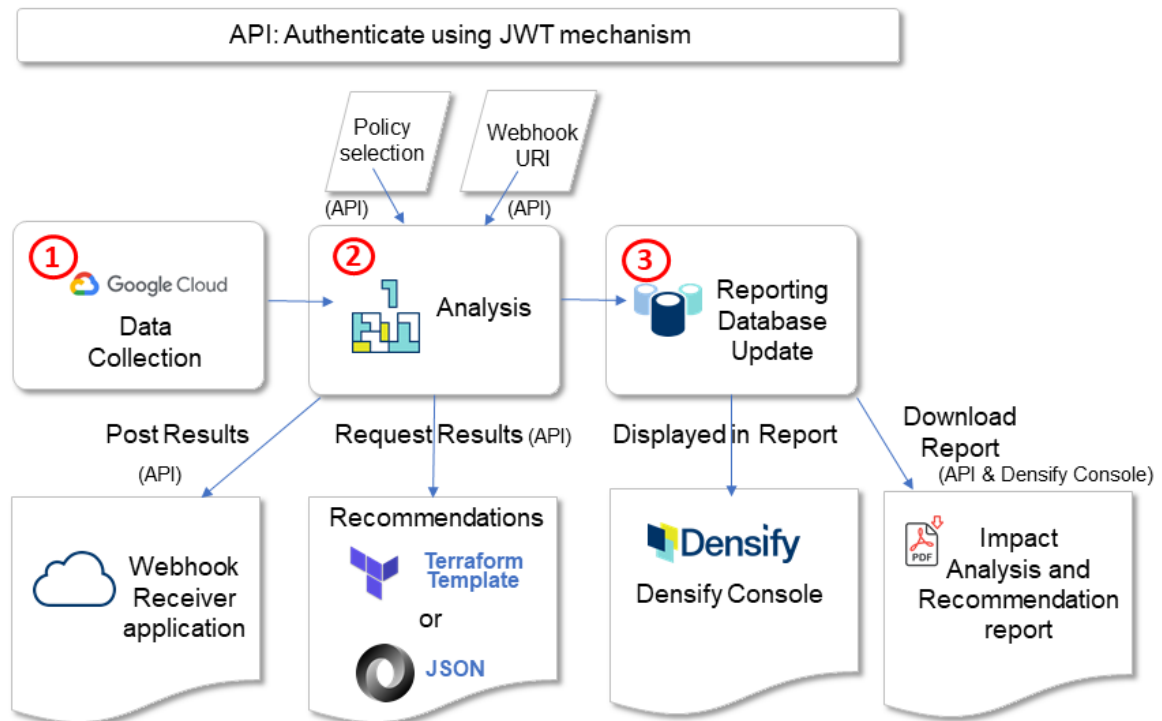 API: Authenticate using JWT mechanism
Policy
selection
Webhook
URI
(API)
(API)
1
Google Cloud
Data
Collection
2
Analysis
3
Reporting
Database
Update
Post Results
(API)
Request Results (API)
Displayed in Report
Download
Report
(API & Densify Console)
Webhook
Receiver
application
Recommendations
Terraform
Template
or
JSON
Densify
Densify Console
PDF
Impact
Analysis and
Recommendation
report